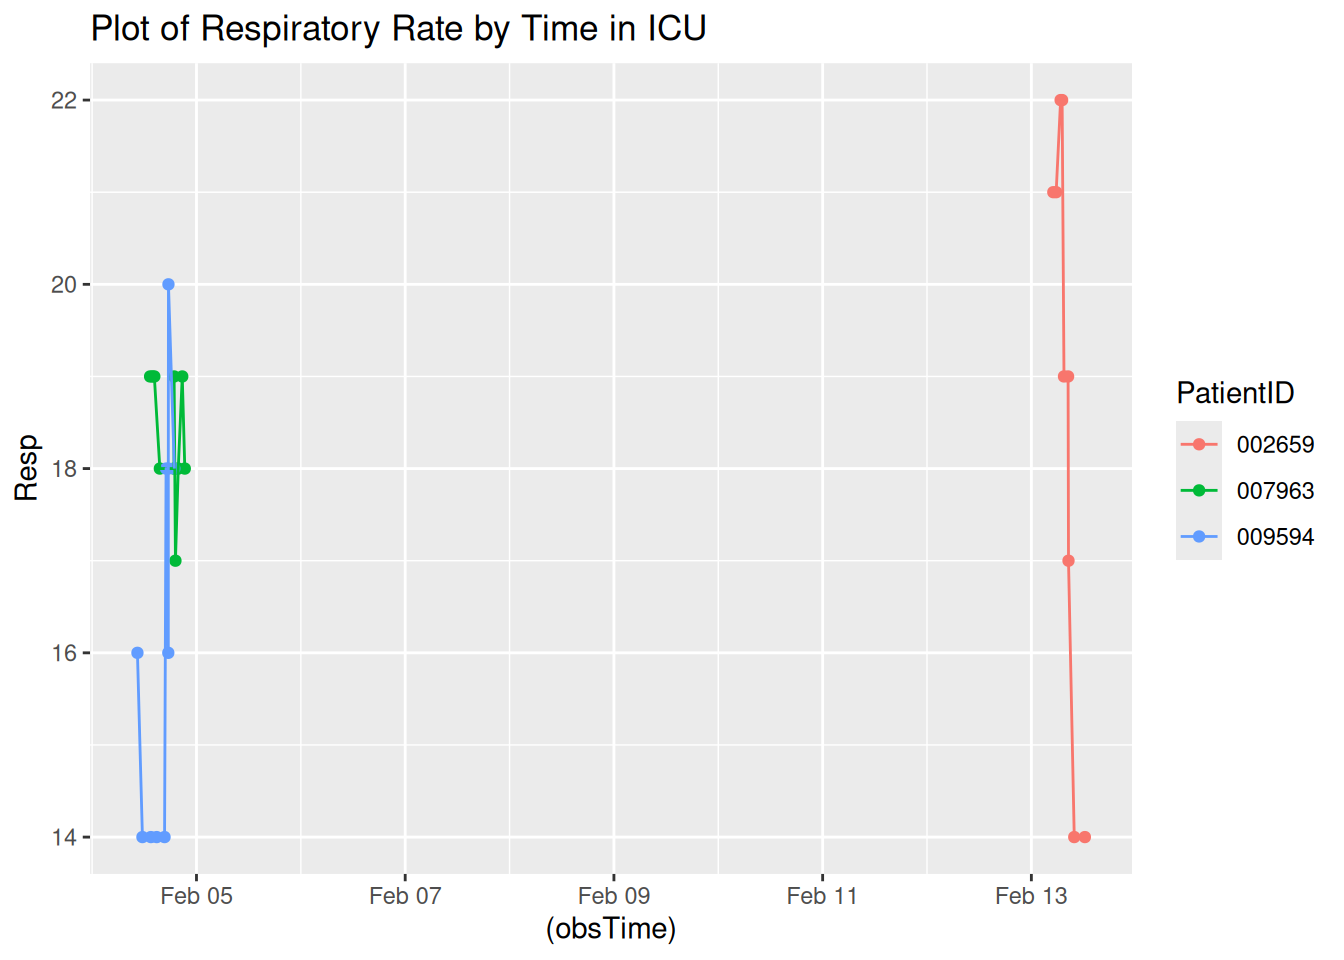 Plot of Respiratory Rate by Time in ICU
22
20
18
16
14
Resp
Feb 05 Feb 07 Feb 09 Feb 11 Feb 13
(obsTime)
PatientID
002659
007963
009594